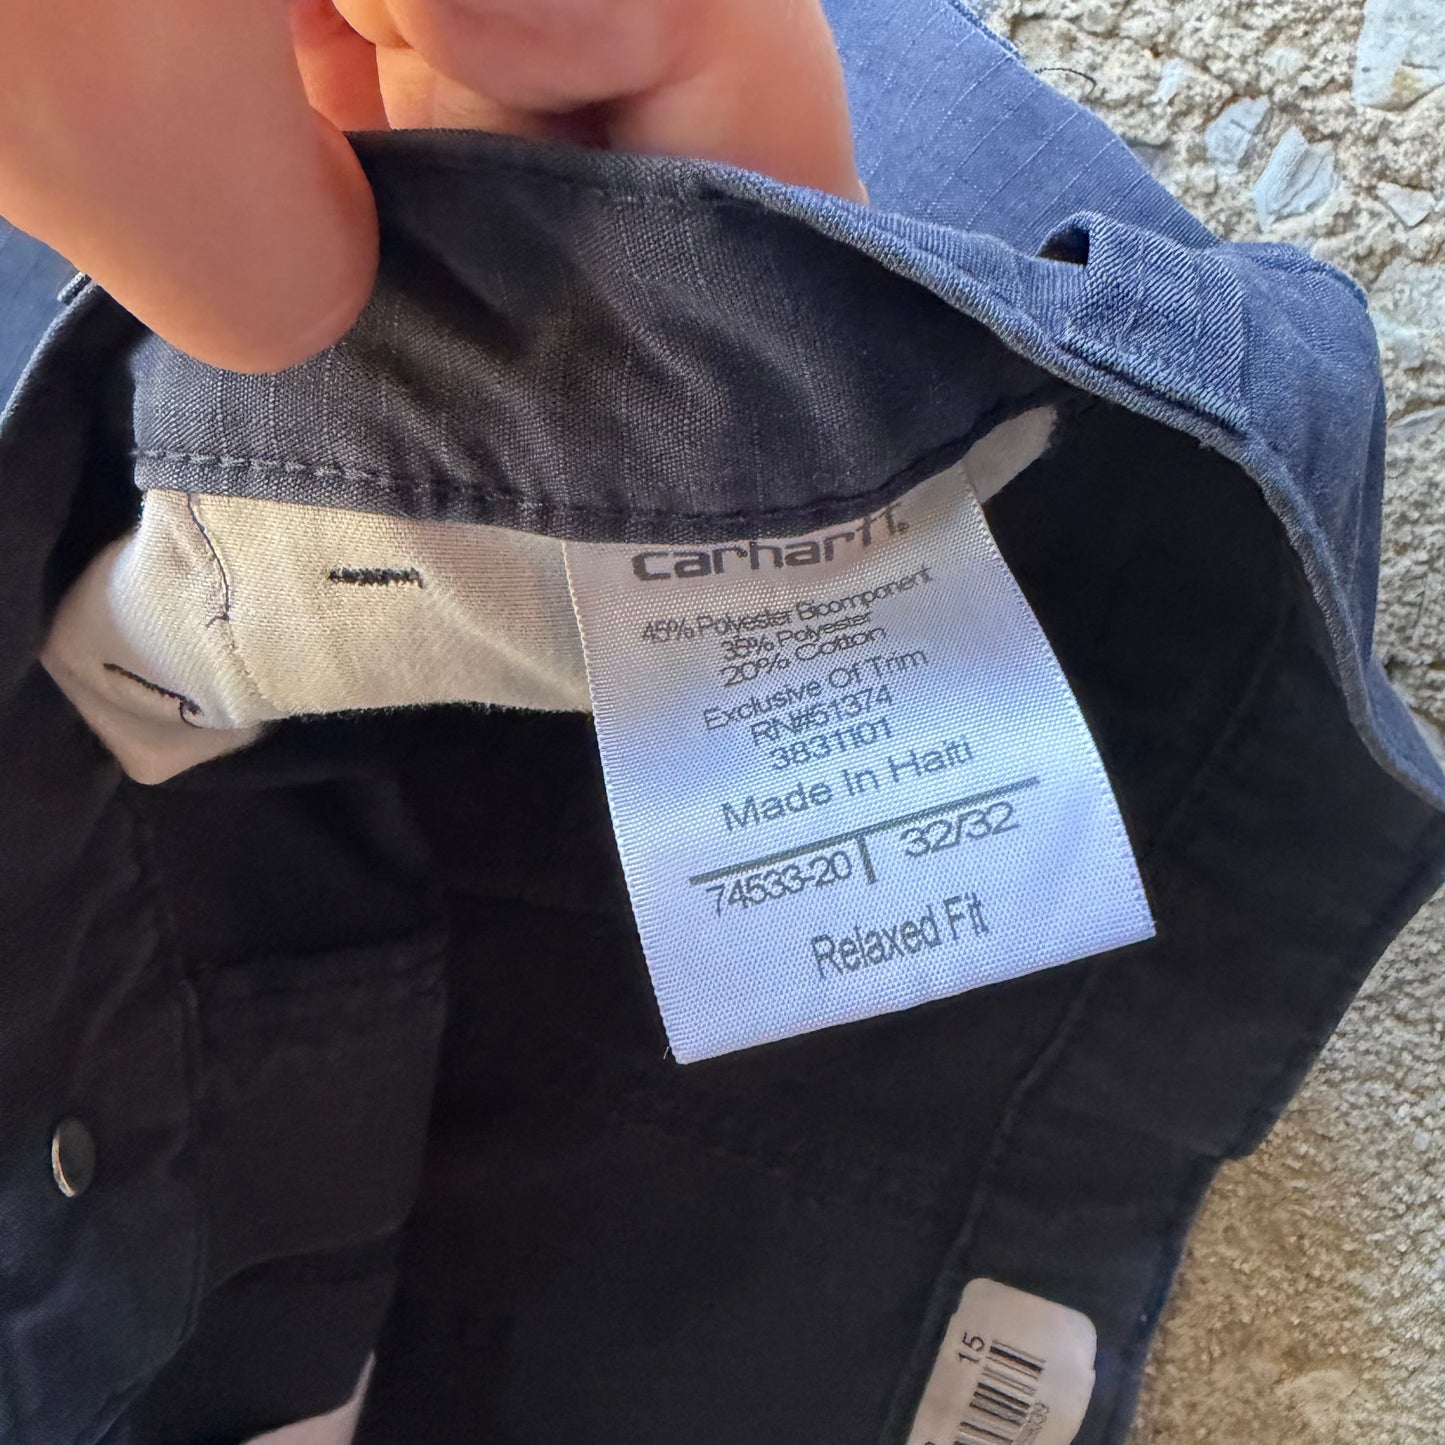 carhartt.
45% Polyester Bicomponent
35% Polyester
20% Cotton
Exclusive Of Trim
RN#51374
3831101
Made In Haiti
74533-20 32/32
Relaxed Fit
15